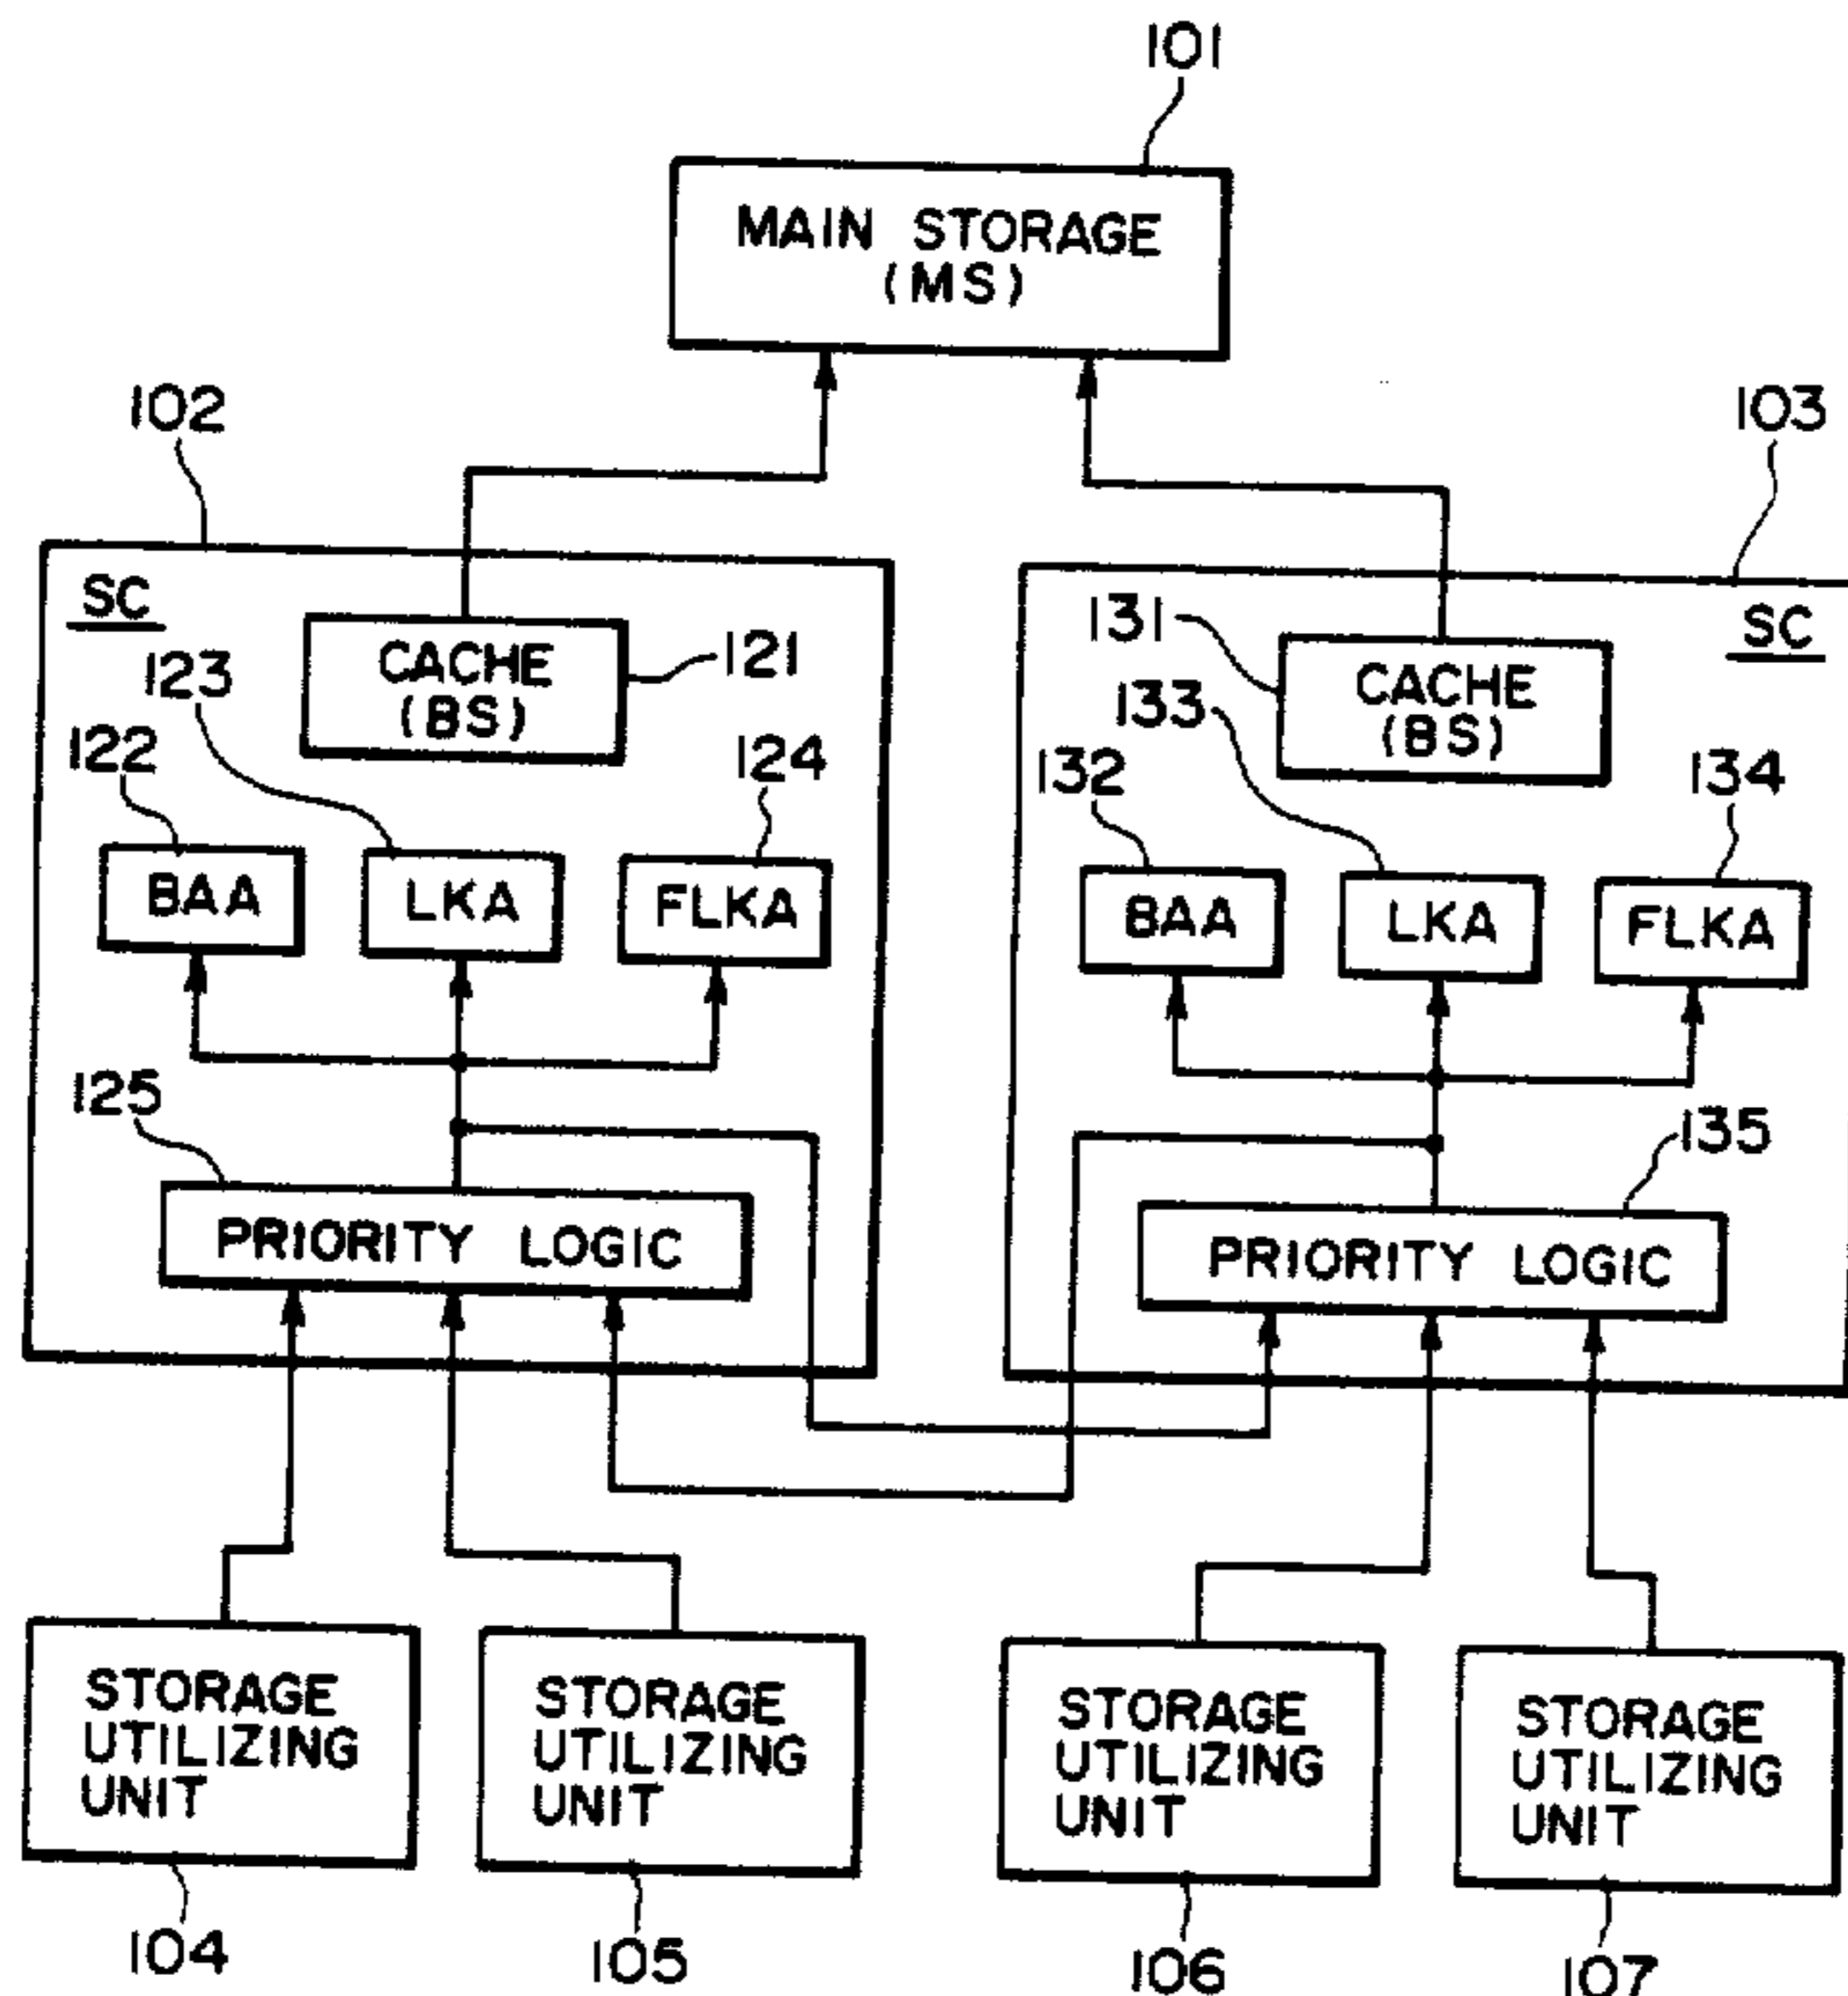 101
MAIN STORAGE
(MS)
102
103
SC
CACHE
(BS)
121
123
122
124
BAA
LKA
FLKA
125
PRIORITY LOGIC
131
SC
CACHE
(BS)
133
132
134
BAA
LKA
FLKA
135
PRIORITY LOGIC
STORAGE
UTILIZING
UNIT
104
STORAGE
UTILIZING
UNIT
105
STORAGE
UTILIZING
UNIT
106
STORAGE
UTILIZING
UNIT
107